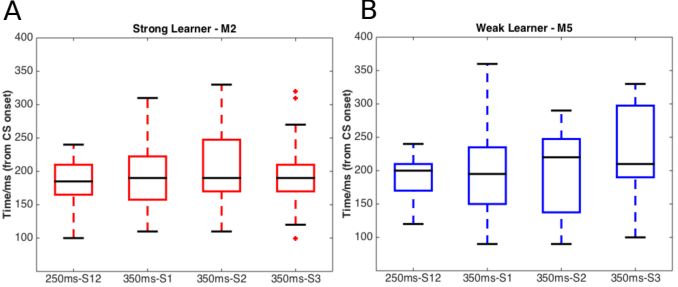 A
B
Strong Learner - M2
Weak Learner - M5
Time/ms (from CS onset)
400
350
300
250
200
150
100
250ms-S12 350ms-S1 350ms-S2 350ms-S3
Time/ms (from CS onset)
400
350
300
250
200
150
100
250ms-S12 350ms-S1 350ms-S2 350ms-S3